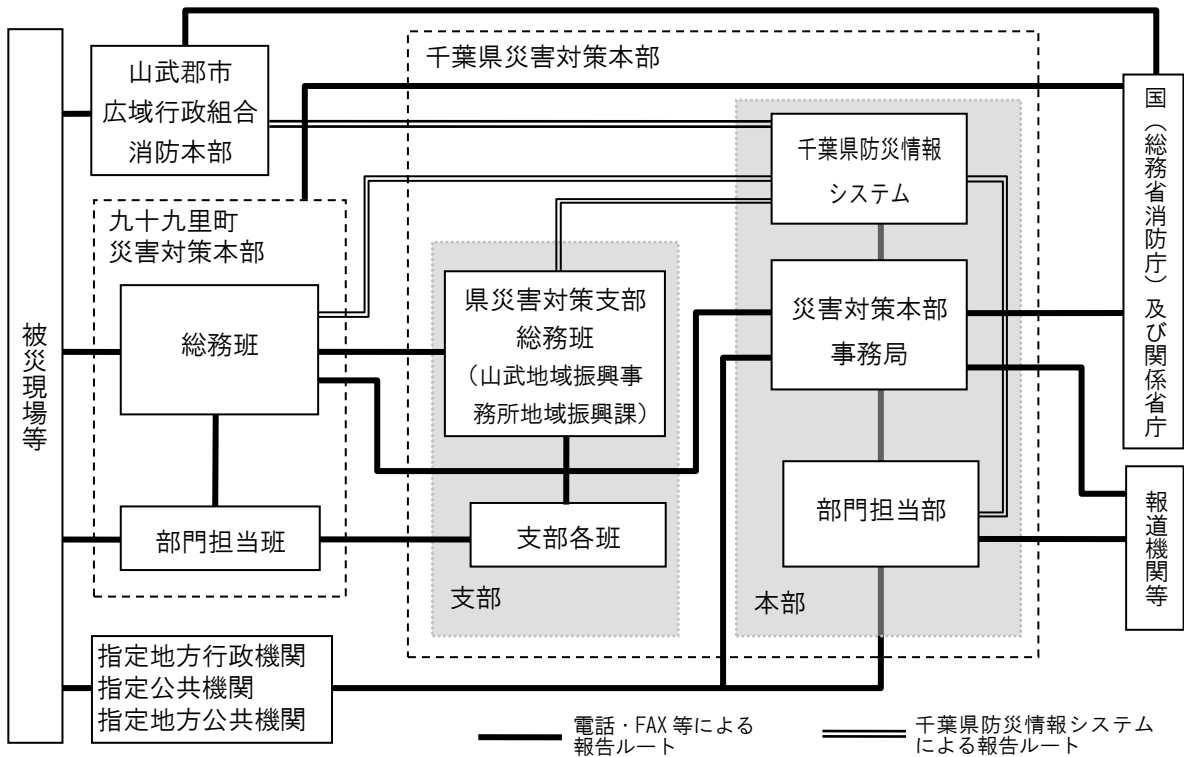 被災現場等
山武郡市
広域行政組合
消防本部
九十九里町
災害対策本部
総務班
部門担当班
指定地方行政機関
指定公共機関
指定地方公共機関
千葉県災害対策本部
県災害対策支部
総務班
（山武地域振興事
務所地域振興課）
支部各班
支部
千葉県防災情報
システム
災害対策本部
事務局
部門担当部
本部
国（総務省消防庁）及び関係省庁
報道機関等
電話・FAX 等による
報告ルート
千葉県防災情報システム
による報告ルート